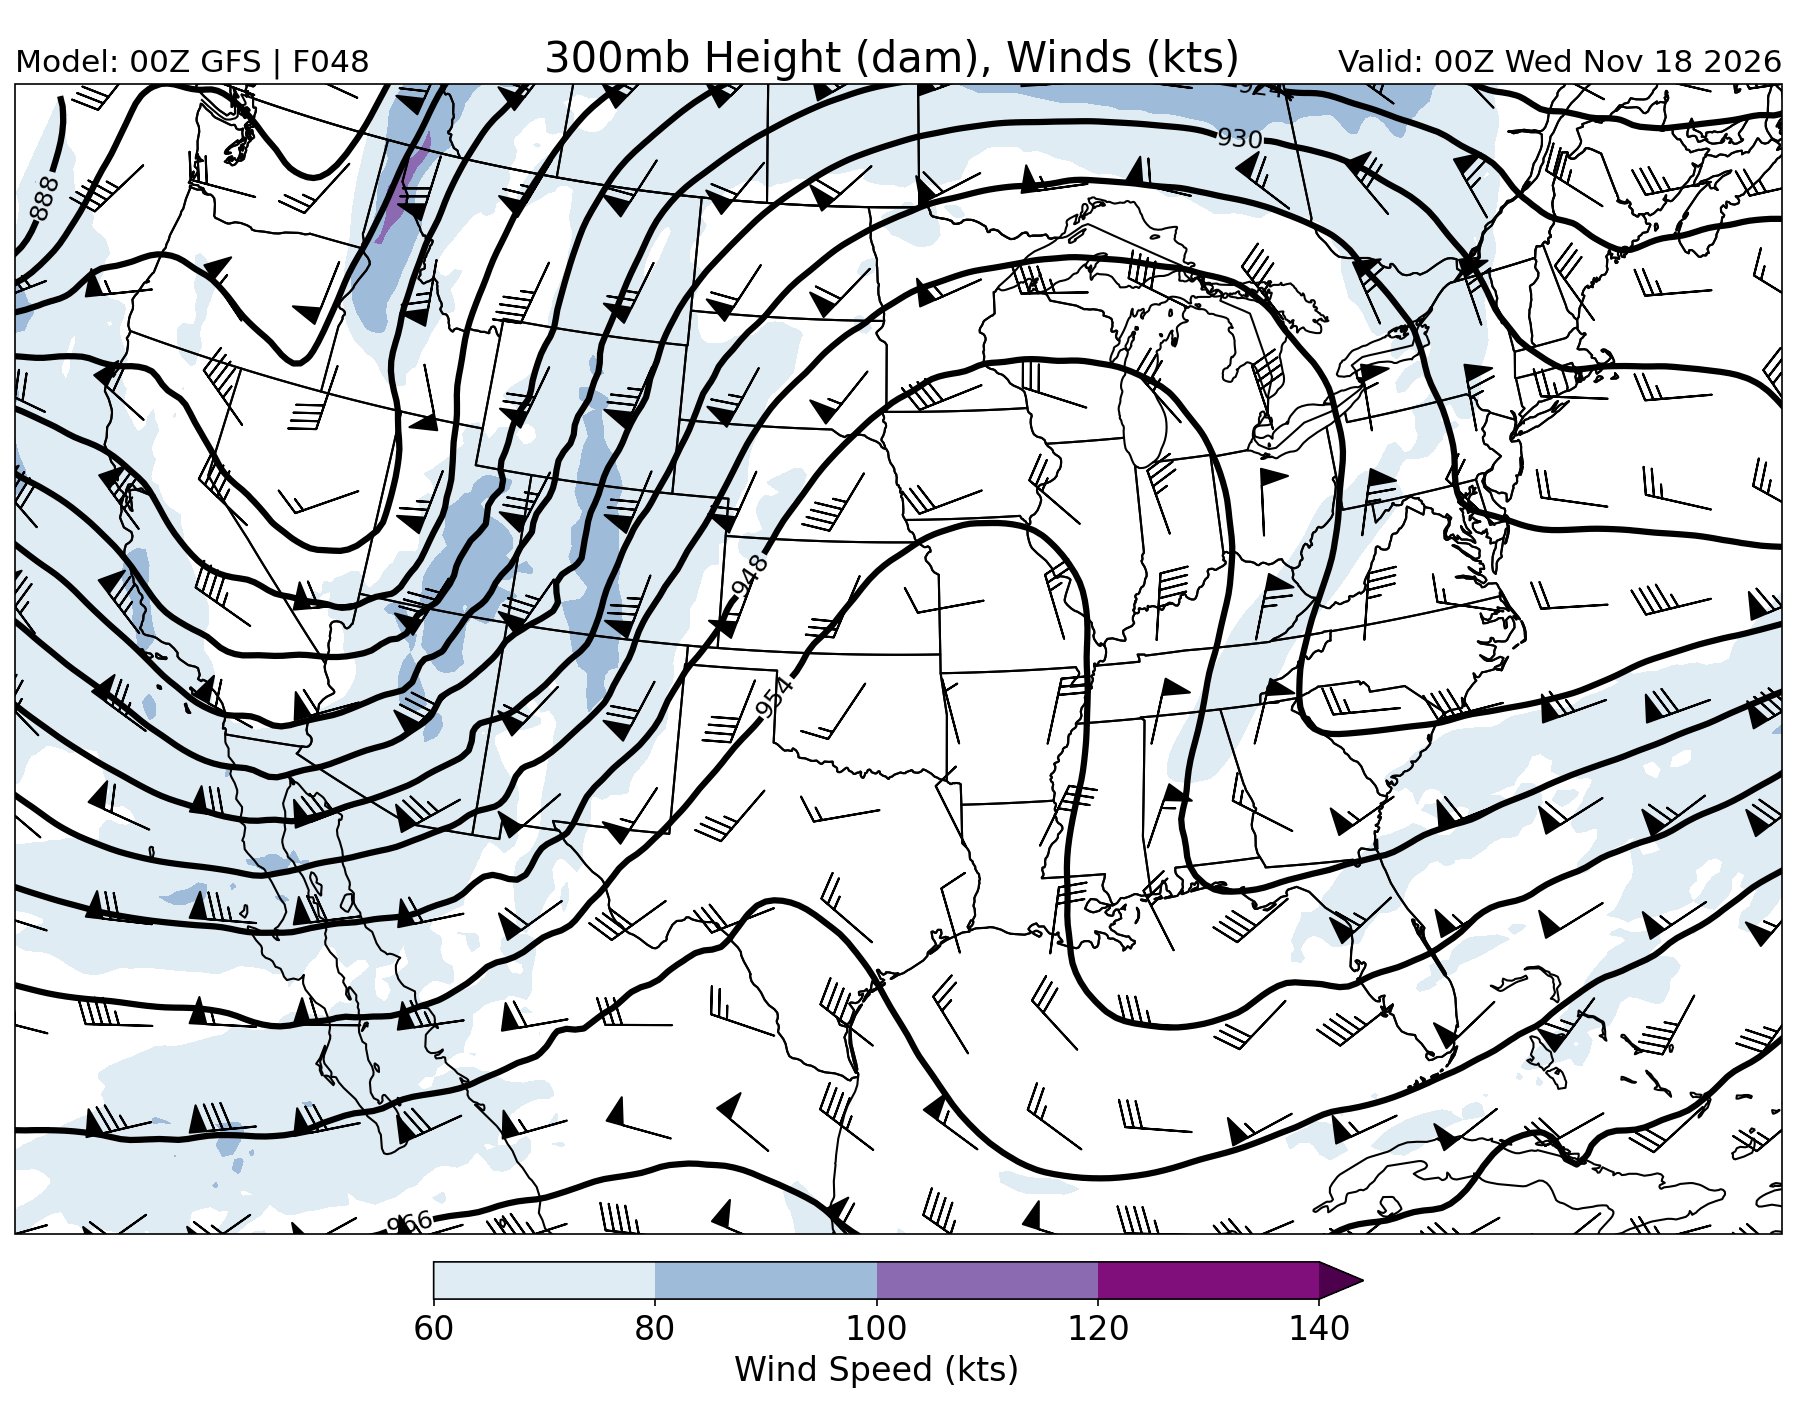 Model: 00Z GFS | F048
300mb Height (dam), Winds (kts)
Valid: 00Z Wed Nov 18 2026
924
930
888
948
954
966
60 80 100 120 140
Wind Speed (kts)